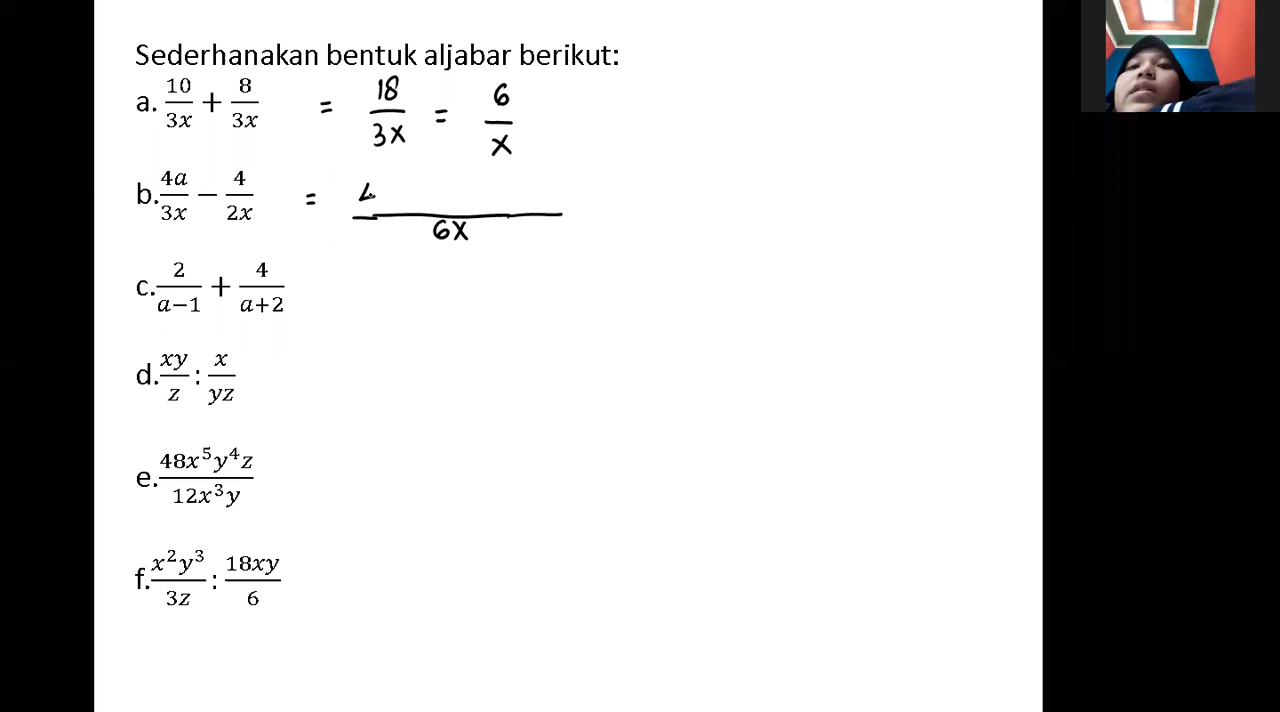 Sederhanakan bentuk aljabar berikut:
a. 10/3x + 8/3x = 18/3x = 6/x
b. 4a/3x − 4/2x = 4/6x
c. 2/(a−1) + 4/(a+2)
d. xy/z : x/yz
e. 48x⁵y⁴z/12x³y
f. x²y³/3z : 18xy/6